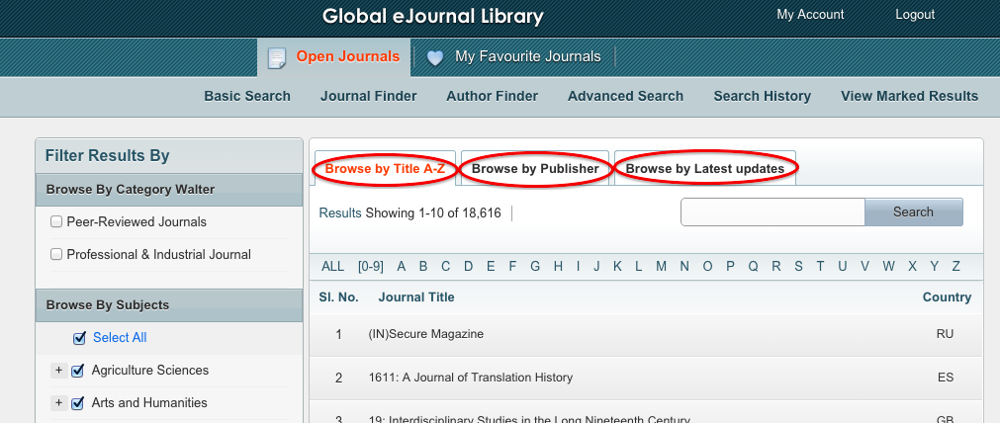 Global eJournal Library
My Account Logout
Open Journals My Favourite Journals
Basic Search Journal Finder Author Finder Advanced Search Search History View Marked Results
Filter Results By
Browse By Category Walter
Peer-Reviewed Journals
Professional & Industrial Journal
Browse By Subjects
Select All
+ Agriculture Sciences
+ Arts and Humanities
Browse by Title A-Z Browse by Publisher Browse by Latest updates
Results Showing 1-10 of 18,616
Search
ALL [0-9] A B C D E F G H I J K L M N O P Q R S T U V W X Y Z
Sl. No. Journal Title Country
1 (IN)Secure Magazine RU
2 1611: A Journal of Translation History ES
3 19: Interdisciplinary Studies in the Long Nineteenth Century GB